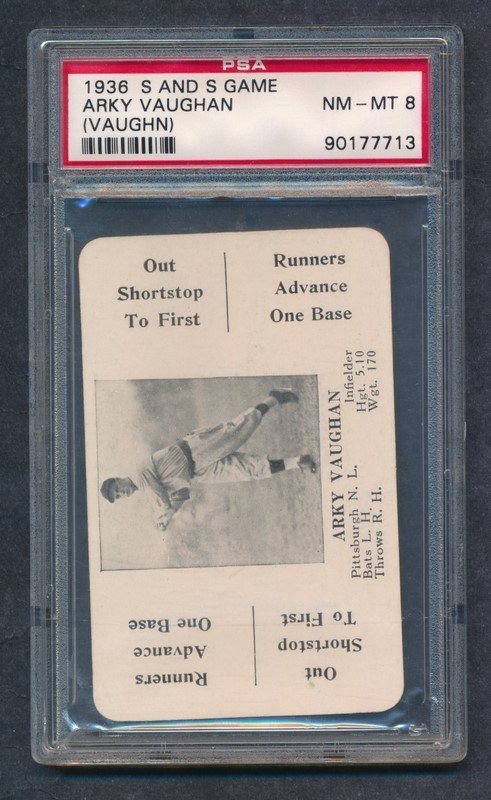 PSA
1936 S AND S GAME
ARKY VAUGHAN
NM - MT 8
(VAUGHN)
90177713
Out
Shortstop
To First
Runners
Advance
One Base
ARKY VAUGHAN
Pittsburgh N. L. Infielder
Bats L. H. Hgt. 5.10
Throws R. H. Wgt. 170
Out
Shortstop
To First
Runners
Advance
One Base